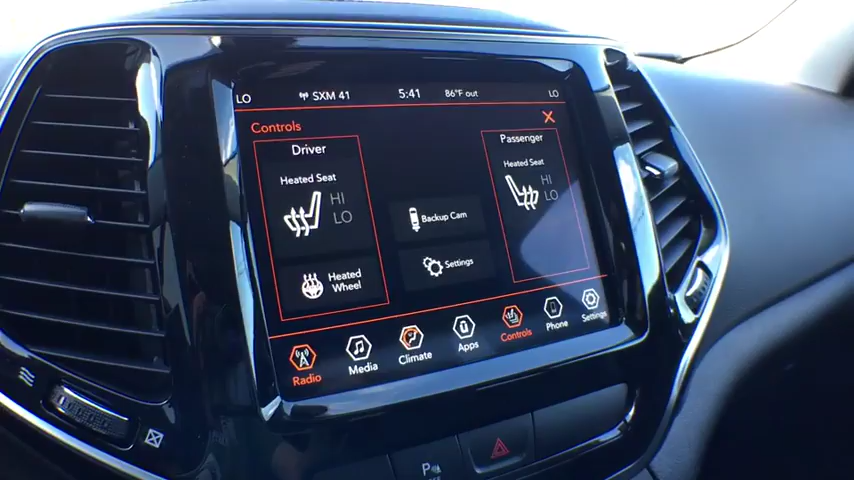 LO SXM 41 5:41 86°F out LO
Controls X
Driver
Heated Seat
HI
LO
Heated
Wheel
Backup Cam
Settings
Passenger
Heated Seat
HI
LO
Radio Media Climate Apps Controls Phone Settings
P